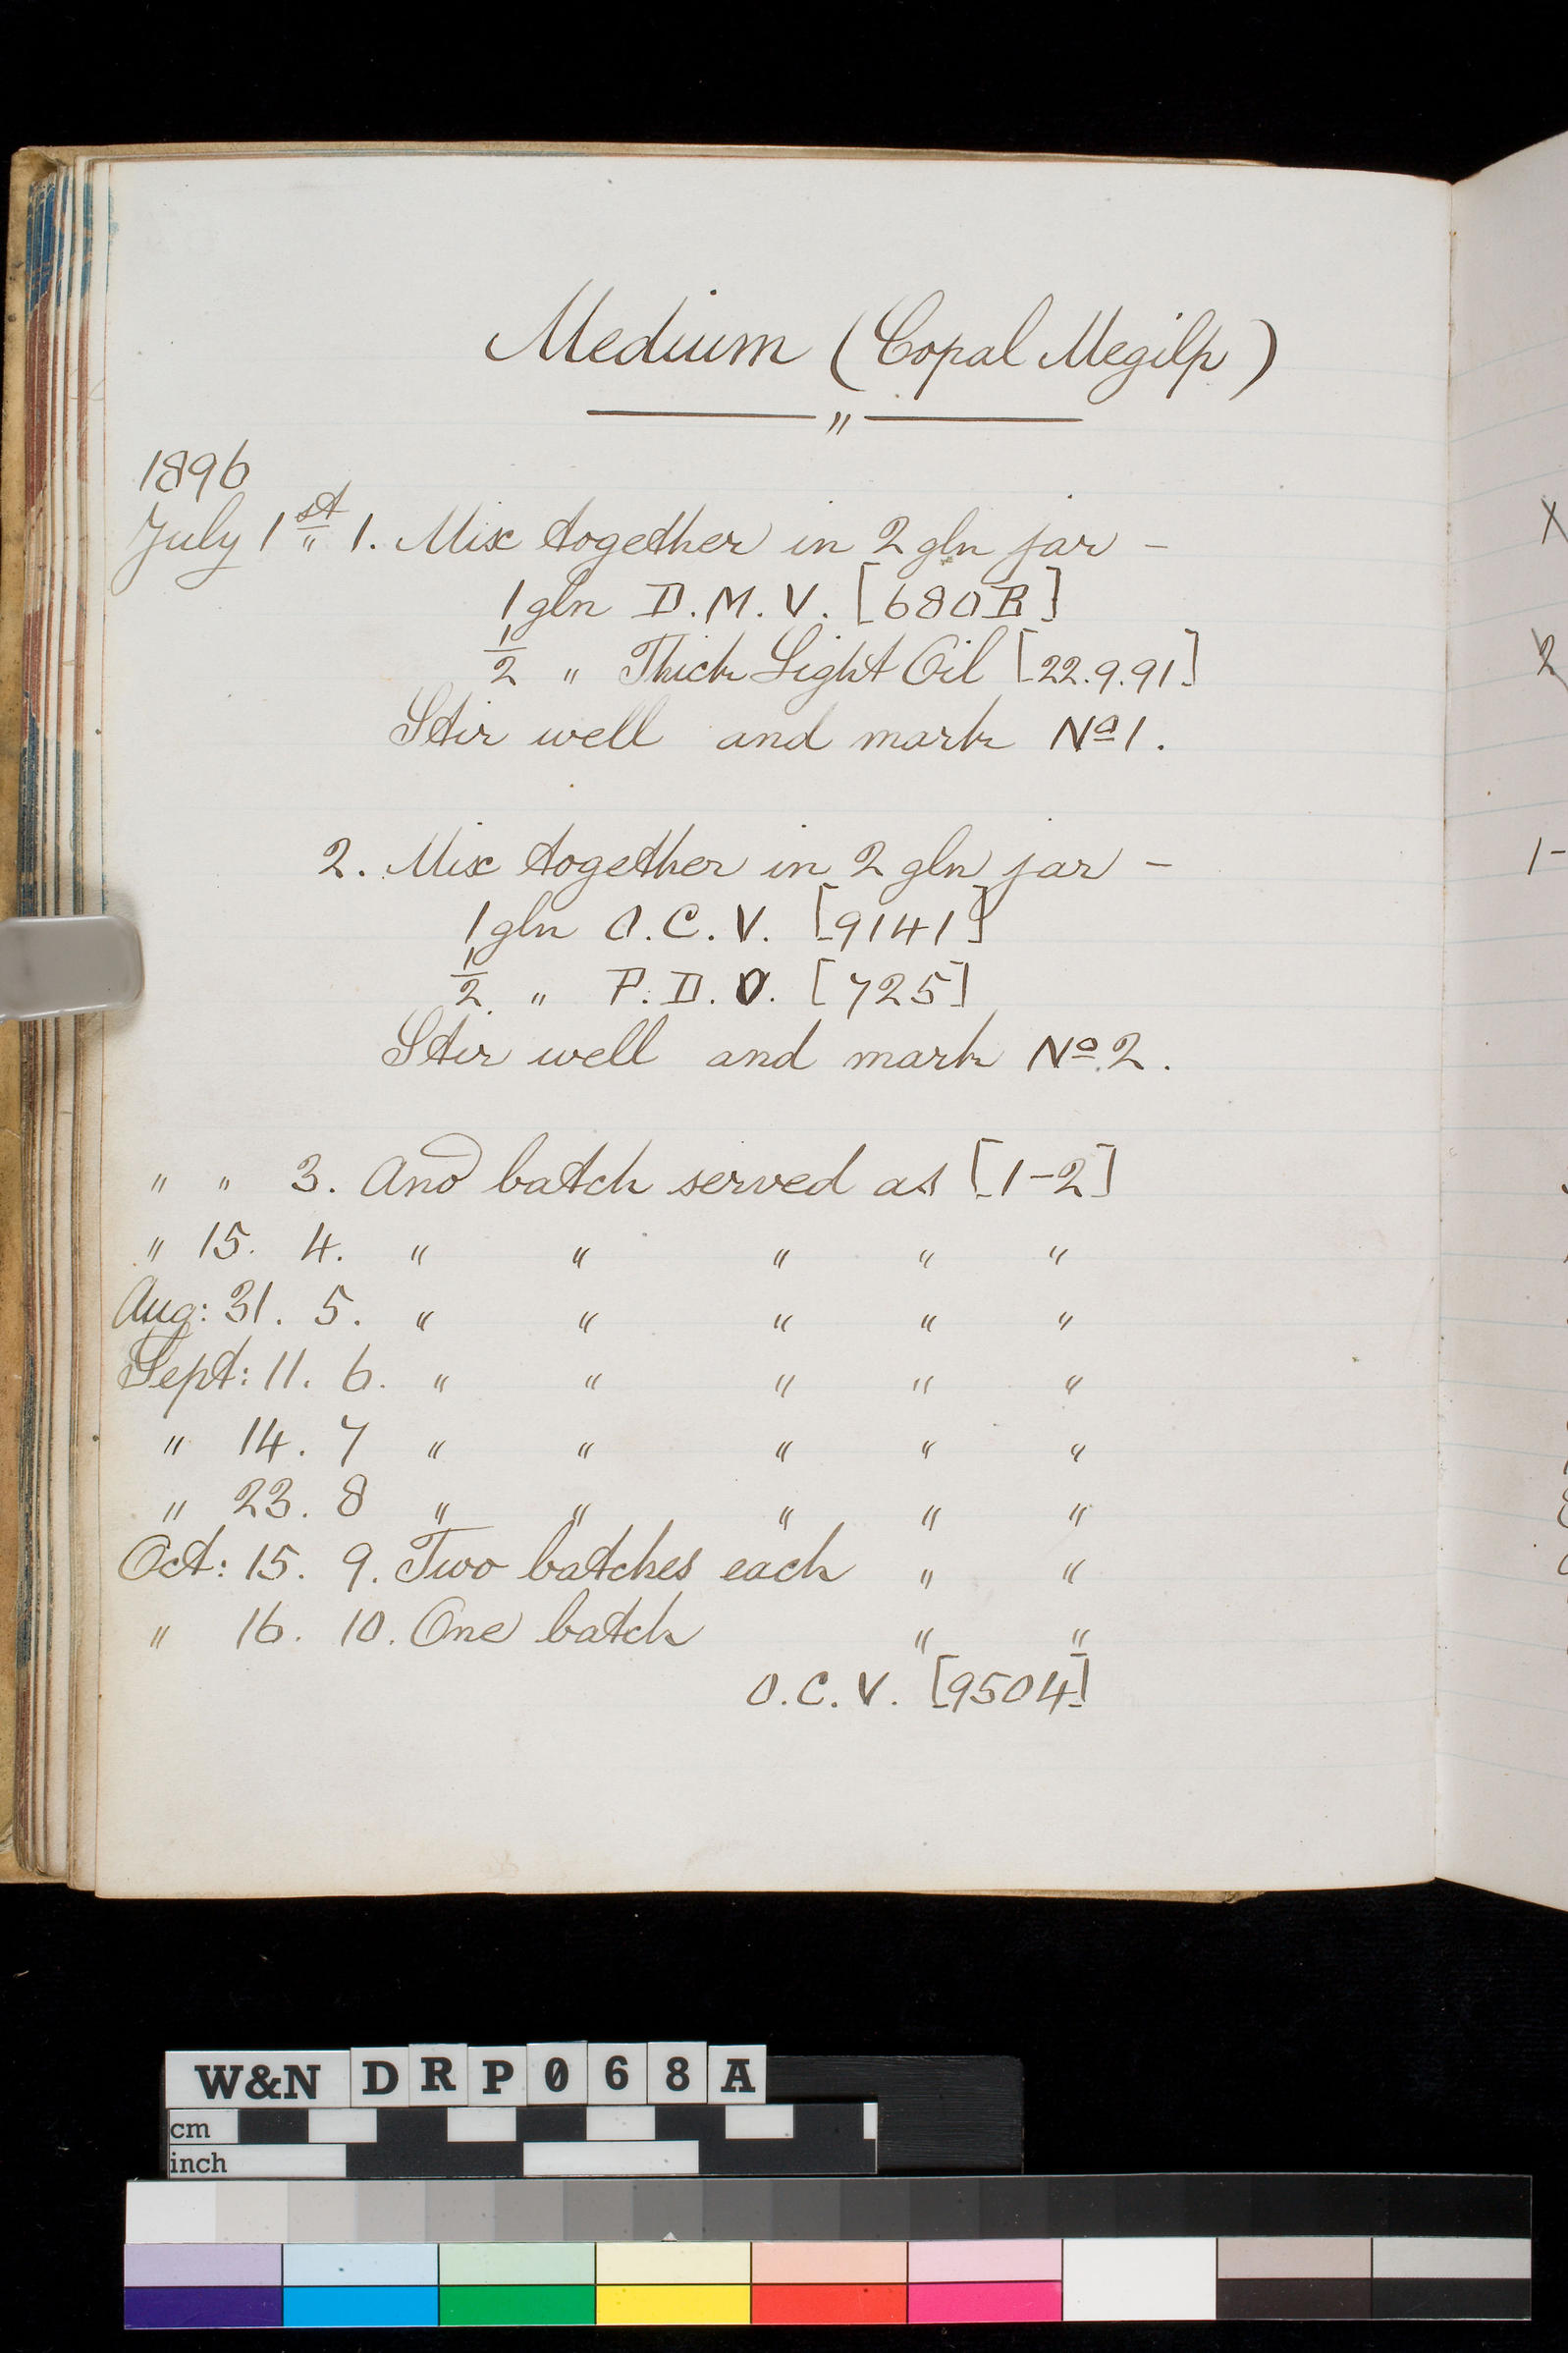 Medium (Copal Megilp)
"
1896
July 1st " 1. Mix together in 2 gln jar -
1 gln D.M.V. [680B]
1/2 " Thick Light Oil [22.9.91]
Stir well and mark No 1.
2. Mix together in 2 gln jar -
1 gln O.C.V. [9141]
1/2 " P.D.O. [725]
Stir well and mark No 2.
" " 3. Ano batch served as [1-2]
" 15. 4. " " " " "
Aug: 31. 5. " " " " "
Sept: 11. 6. " " " " "
" 14. 7 " " " " "
" 23. 8 " " " " "
Oct: 15. 9. Two batches each " "
" 16. 10. One batch " "
O.C.V. [9504]
X
2
1-
W&N DRP068A
cm
inch